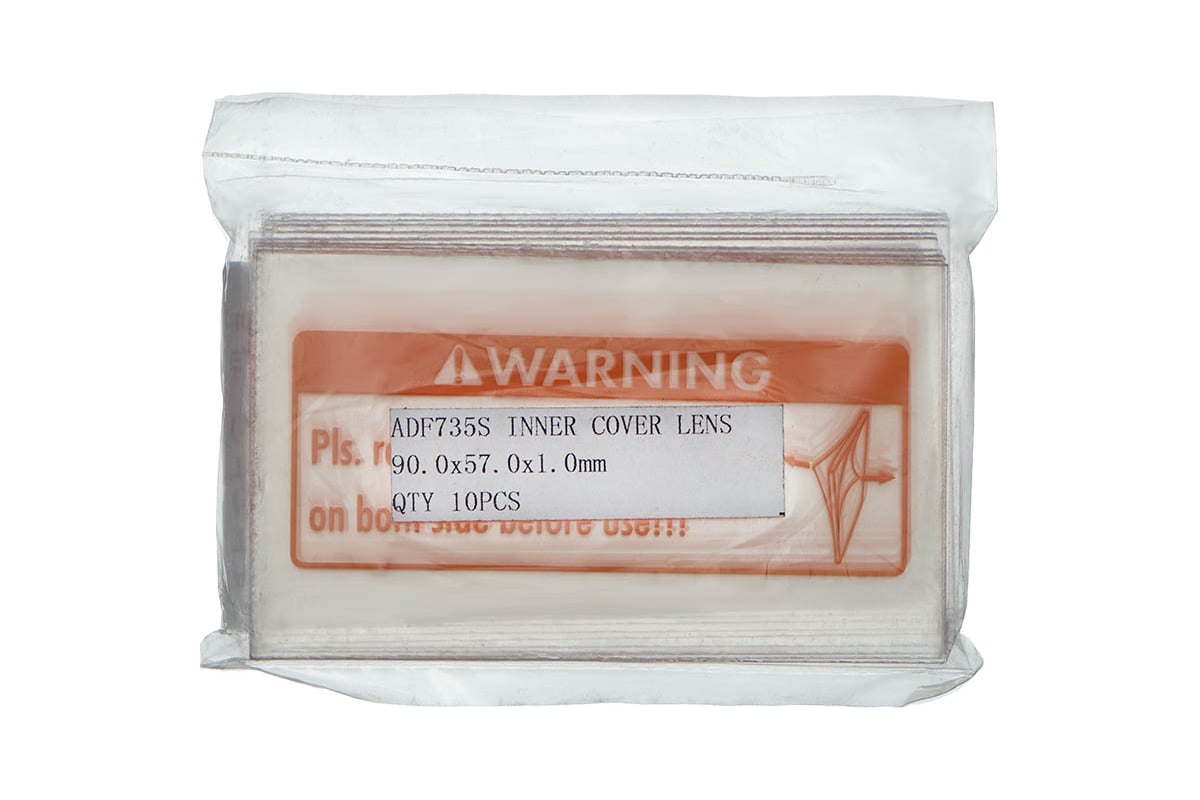 WARNING
Pls.
ADF735S INNER COVER LENS
90.0x57.0x1.0mm
QTY 10PCS
on both side before use!!!